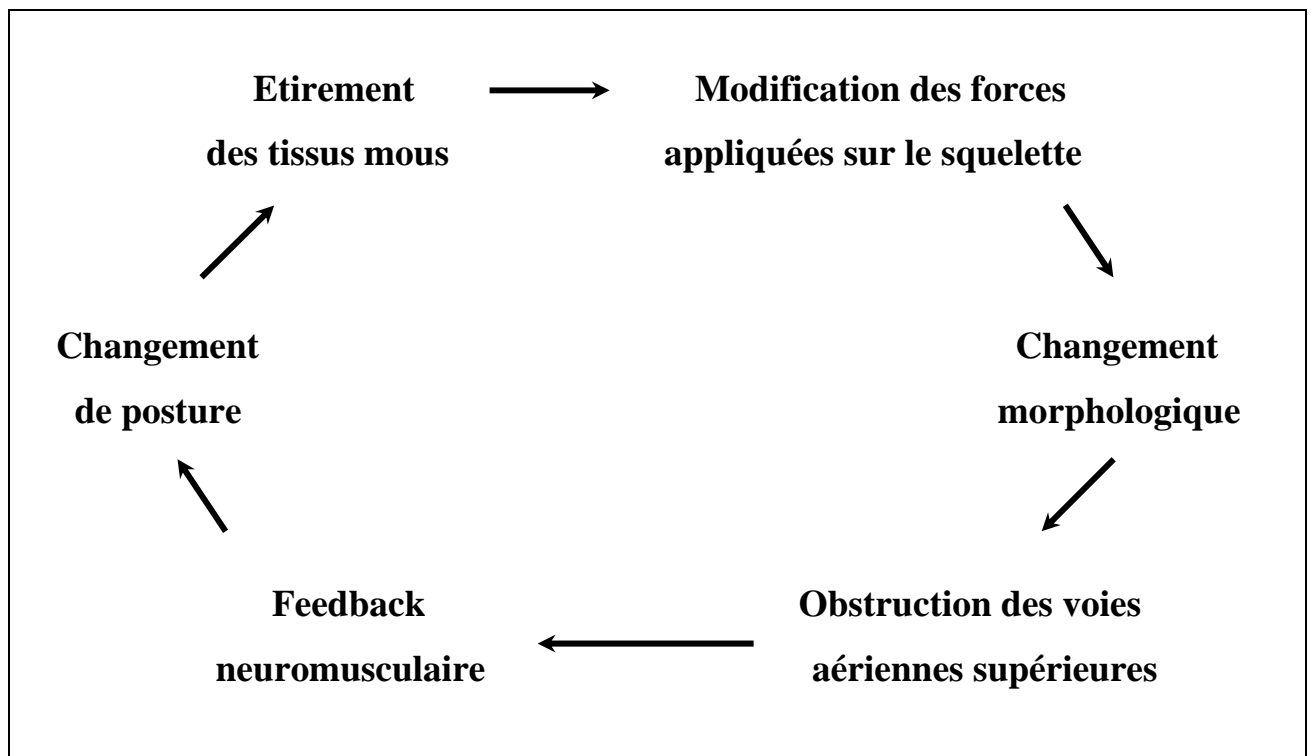 Etirement
des tissus mous
Modification des forces
appliquées sur le squelette
Changement
morphologique
Obstruction des voies
aériennes supérieures
Feedback
neuromusculaire
Changement
de posture